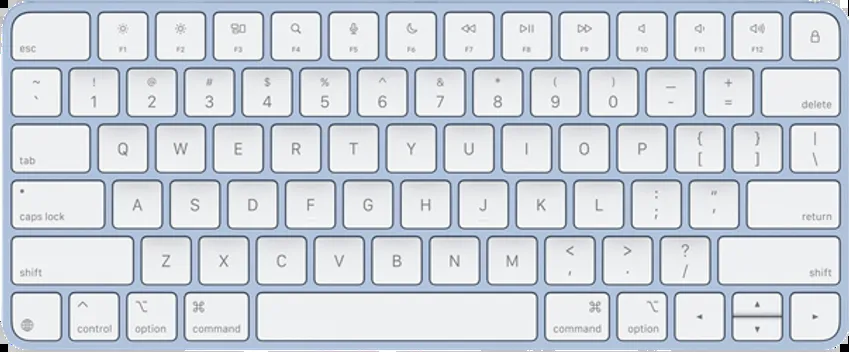 esc F1 F2 F3 F4 F5 F6 F7 F8 F9 F10 F11 F12
~ ! @ # $ % ^ & * ( ) — +
` 1 2 3 4 5 6 7 8 9 0 - = delete
tab Q W E R T Y U I O P { [ } ] | \
caps lock A S D F G H J K L : ; " ' return
shift Z X C V B N M < , > . ? / shift
control option command command option